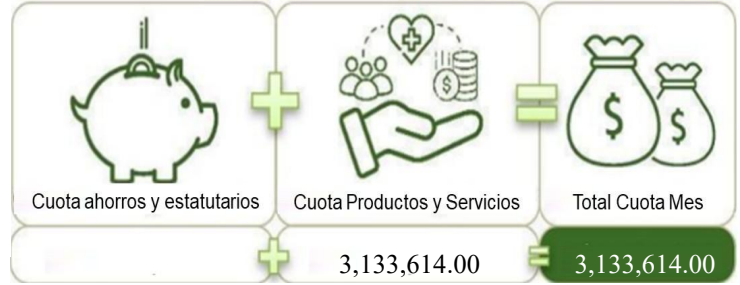 Cuota ahorros y estatutarios
Cuota Productos y Servicios
Total Cuota Mes
3,133,614.00
3,133,614.00